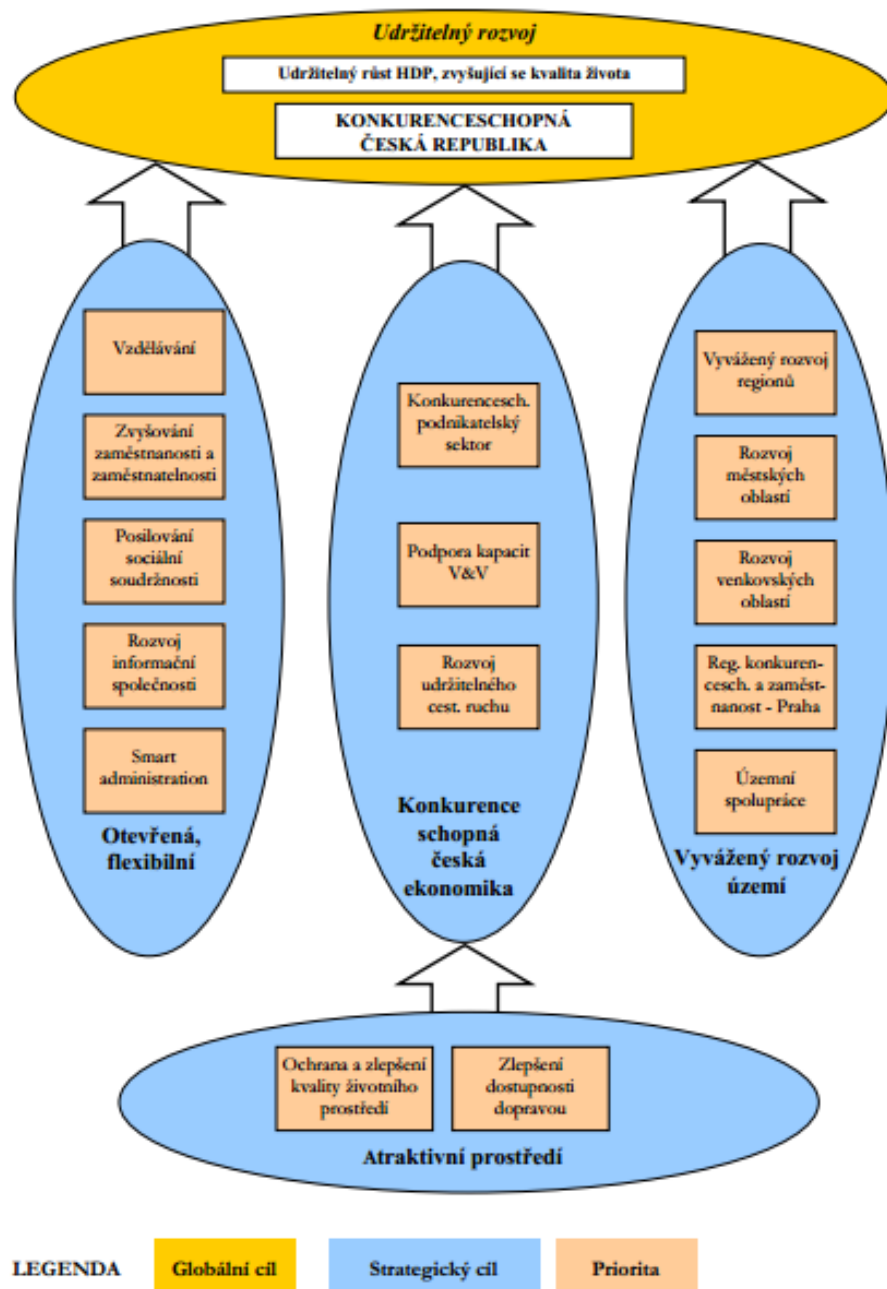 Udržitelný rozvoj
Udržitelný růst HDP, zvyšující se kvalita života
KONKURENCESCHOPNÁ
ČESKÁ REPUBLIKA
Vzdělávání
Zvyšování
zaměstnanosti a
zaměstnatelnosti
Posilování
sociální
soudržnosti
Rozvoj
informační
společnosti
Smart
administration
Otevřená,
flexibilní
Konkurencesch.
podnikatelský
sektor
Podpora kapacit
V&V
Rozvoj
udržitelného
cest. ruchu
Konkurence
schopná
česká
ekonomika
Vyvážený rozvoj
regionů
Rozvoj
městských
oblastí
Rozvoj
venkovských
oblastí
Reg. konkuren-
cesch. a zaměst-
nanost - Praha
Územní
spolupráce
Vyvážený rozvoj
území
Ochrana a zlepšení
kvality životního
prostředí
Zlepšení
dostupnosti
dopravou
Atraktivní prostředí
LEGENDA
Globální cíl
Strategický cíl
Priorita